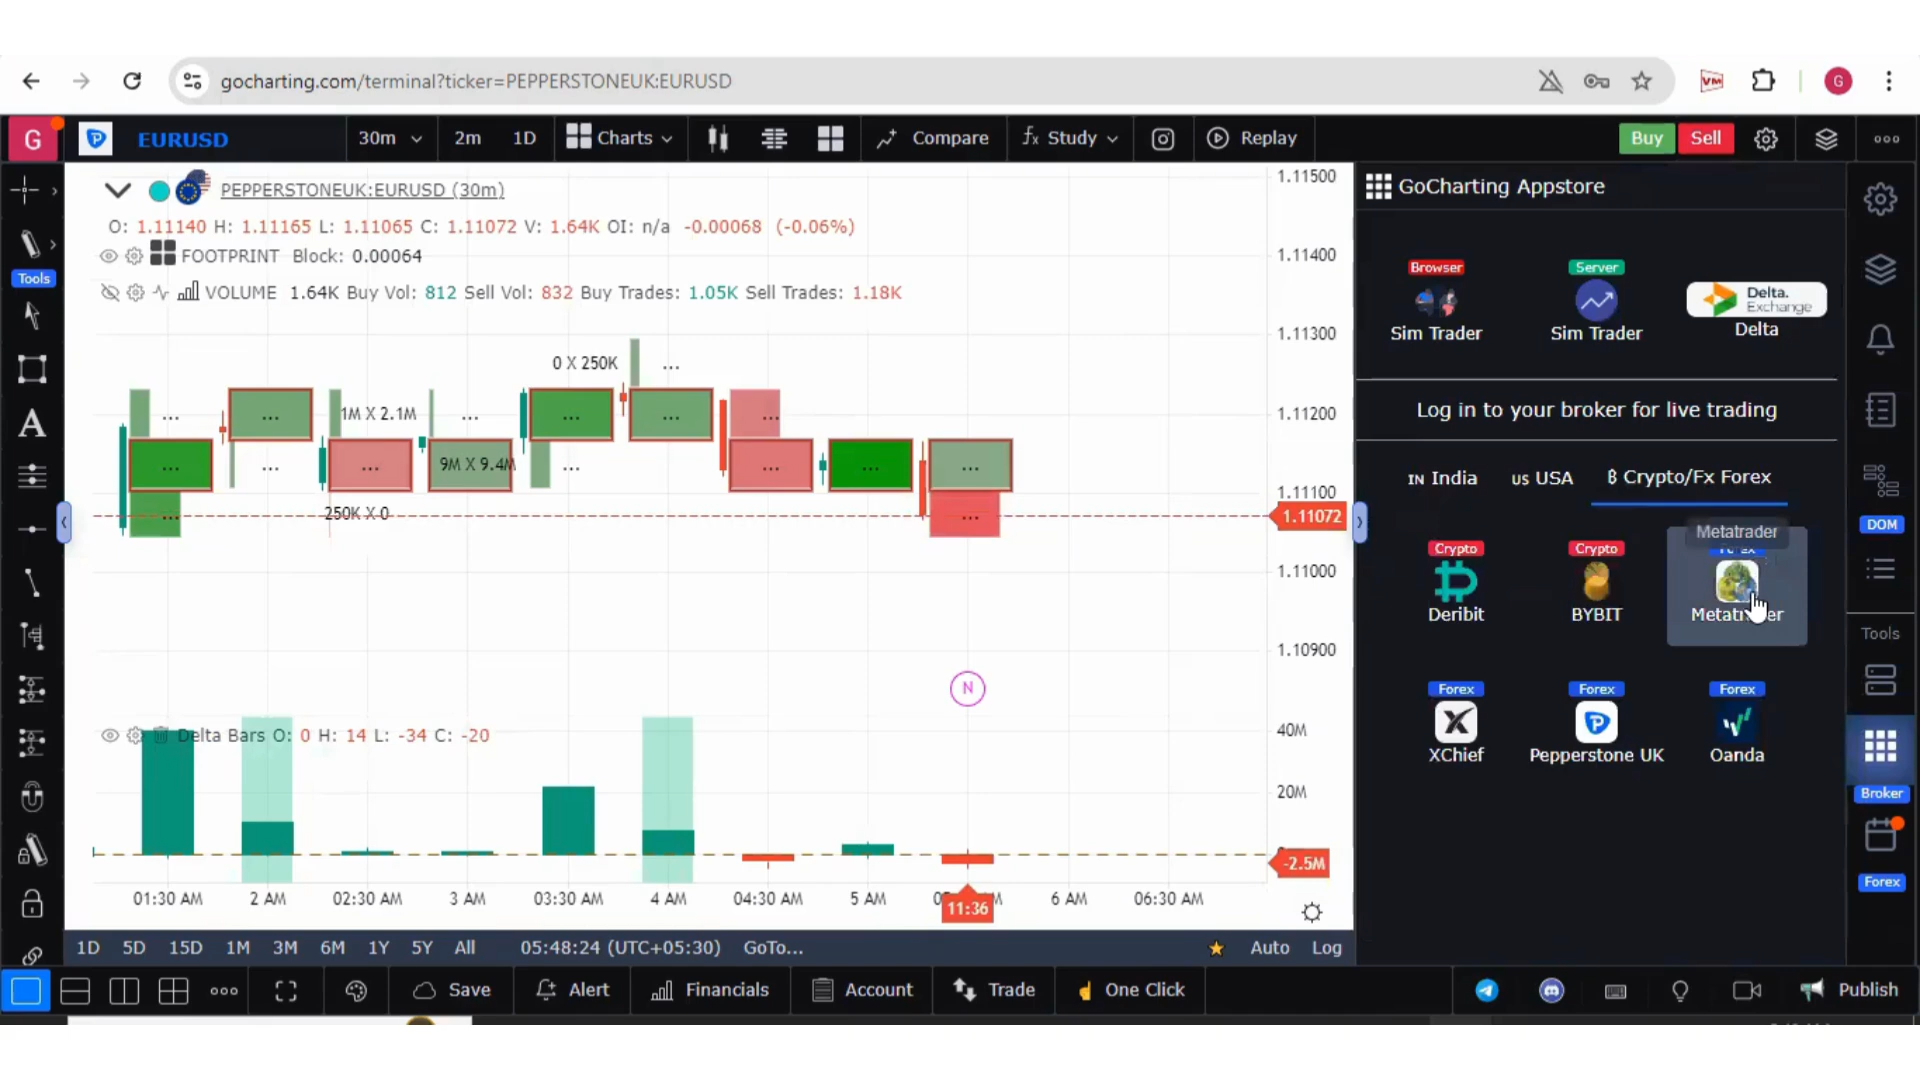 gocharting.com/terminal?ticker=PEPPERSTONEUK:EURUSD
VM
G
G
EURUSD
30m
2m
1D
Charts
Compare
fx Study
Replay
Buy
Sell
Tools
PEPPERSTONEUK:EURUSD (30m)
O: 1.11140 H: 1.11165 L: 1.11065 C: 1.11072 V: 1.64K OI: n/a -0.00068 (-0.06%)
FOOTPRINT Block: 0.00064
VOLUME 1.64K Buy Vol: 812 Sell Vol: 832 Buy Trades: 1.05K Sell Trades: 1.18K
0 X 250K
...
1M X 2.1M
9M X 9.4M
250K X 0
N
Delta Bars O: 0 H: 14 L: -34 C: -20
1.11500
1.11400
1.11300
1.11200
1.11100
1.11072
1.11000
1.10900
40M
20M
-2.5M
01:30 AM
2 AM
02:30 AM
3 AM
03:30 AM
4 AM
04:30 AM
5 AM
11:36
6 AM
06:30 AM
1D
5D
15D
1M
3M
6M
1Y
5Y
All
05:48:24 (UTC+05:30)
GoTo...
Auto
Log
Save
Alert
Financials
Account
Trade
One Click
Publish
GoCharting Appstore
Browser
Sim Trader
Server
Sim Trader
Delta.
Exchange
Delta
Log in to your broker for live trading
IN India
US USA
₿ Crypto/Fx Forex
Metatrader
Crypto
Deribit
Crypto
BYBIT
Metatrader
Forex
XChief
Forex
Pepperstone UK
Forex
Oanda
DOM
Tools
Broker
Forex